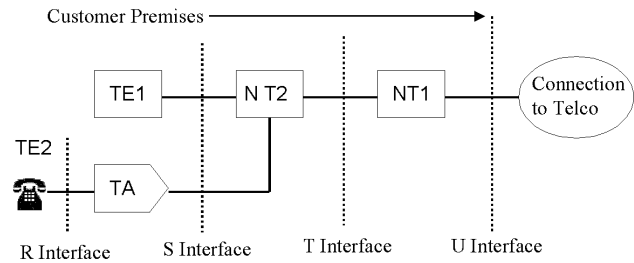 Customer Premises
TE1
N T2
NT1
Connection
to Telco
TE2
TA
R Interface
S Interface
T Interface
U Interface